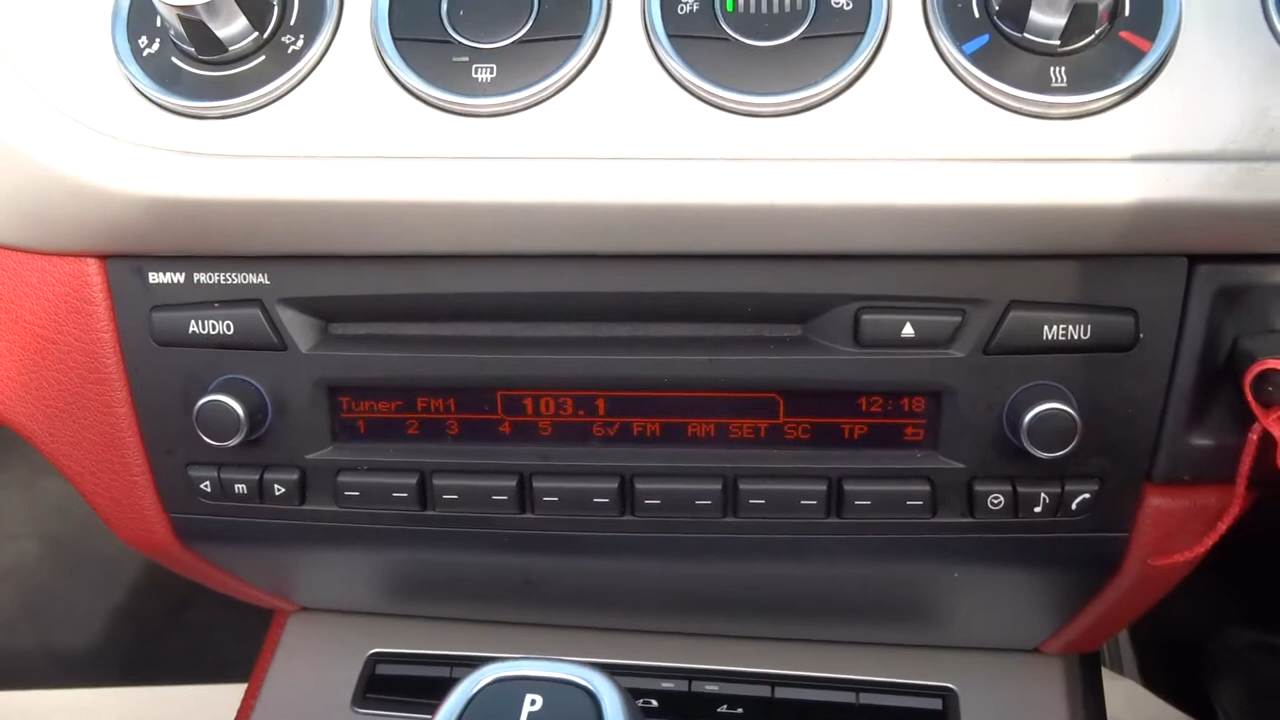 OFF
BMW PROFESSIONAL
AUDIO
MENU
Tuner FM1 103.1 12:18
1 2 3 4 5 6✓ FM AM SET SC TP
m
P